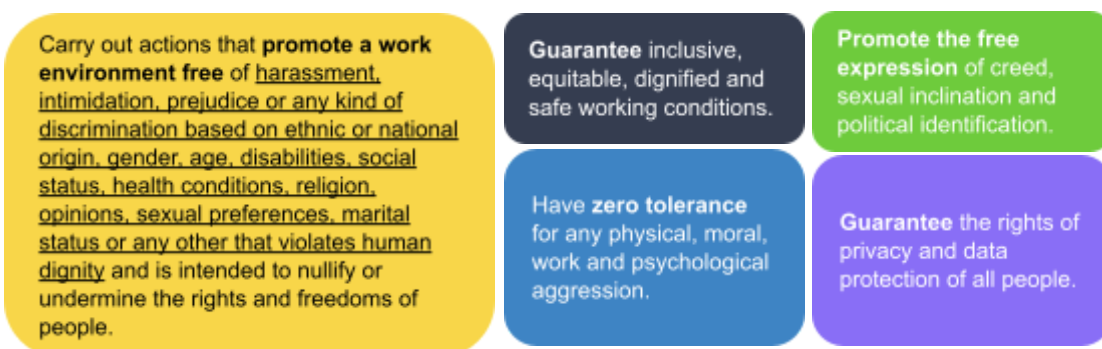 Carry out actions that promote a work
environment free of harassment,
intimidation, prejudice or any kind of
discrimination based on ethnic or national
origin, gender, age, disabilities, social
status, health conditions, religion,
opinions, sexual preferences, marital
status or any other that violates human
dignity and is intended to nullify or
undermine the rights and freedoms of
people.
Guarantee inclusive,
equitable, dignified and
safe working conditions.
Promote the free
expression of creed,
sexual inclination and
political identification.
Have zero tolerance
for any physical, moral,
work and psychological
aggression.
Guarantee the rights of
privacy and data
protection of all people.